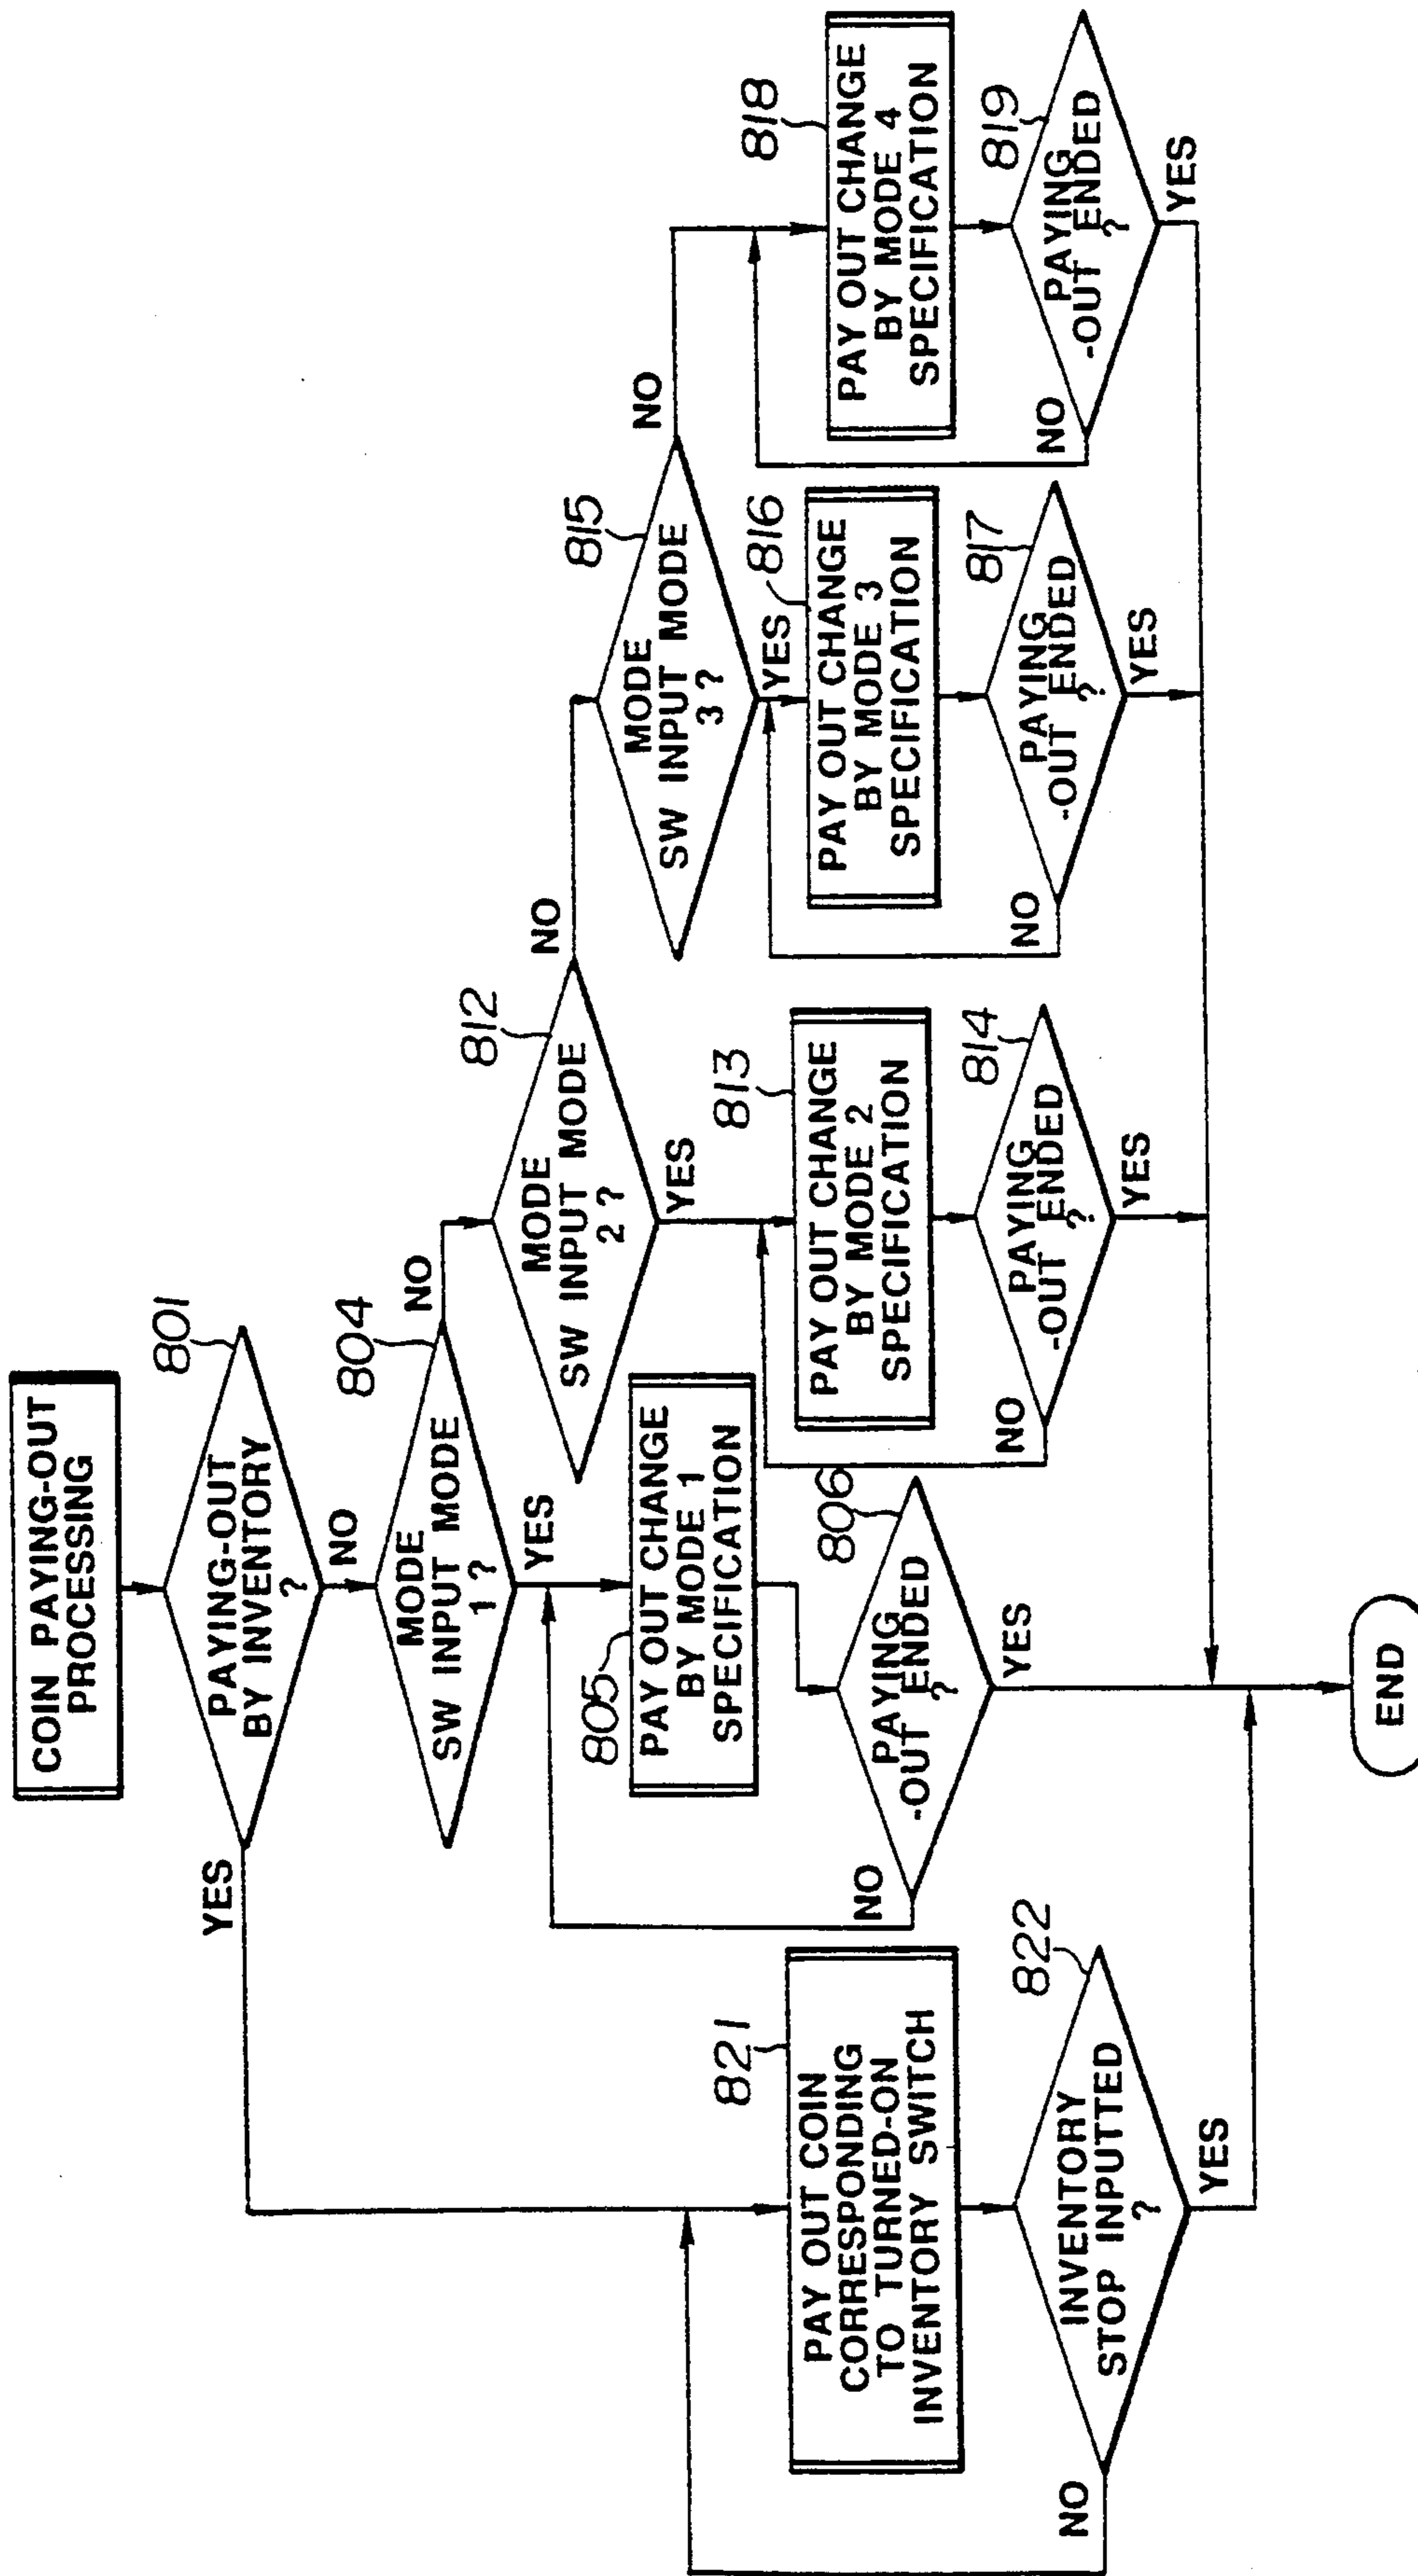 COIN PAYING-OUT
PROCESSING
801
PAYING-OUT
BY INVENTORY
?
YES
NO
804
MODE
SW INPUT MODE
1 ?
NO
YES
812
MODE
SW INPUT MODE
2 ?
NO
YES
815
MODE
SW INPUT MODE
3 ?
NO
YES
805
PAY OUT CHANGE
BY MODE 1
SPECIFICATION
806
PAYING
-OUT ENDED
?
NO
YES
813
PAY OUT CHANGE
BY MODE 2
SPECIFICATION
814
PAYING
-OUT ENDED
?
NO
YES
816
PAY OUT CHANGE
BY MODE 3
SPECIFICATION
817
PAYING
-OUT ENDED
?
NO
YES
818
PAY OUT CHANGE
BY MODE 4
SPECIFICATION
819
PAYING
-OUT ENDED
?
NO
YES
821
PAY OUT COIN
CORRESPONDING
TO TURNED-ON
INVENTORY SWITCH
822
INVENTORY
STOP INPUTTED
?
NO
YES
END